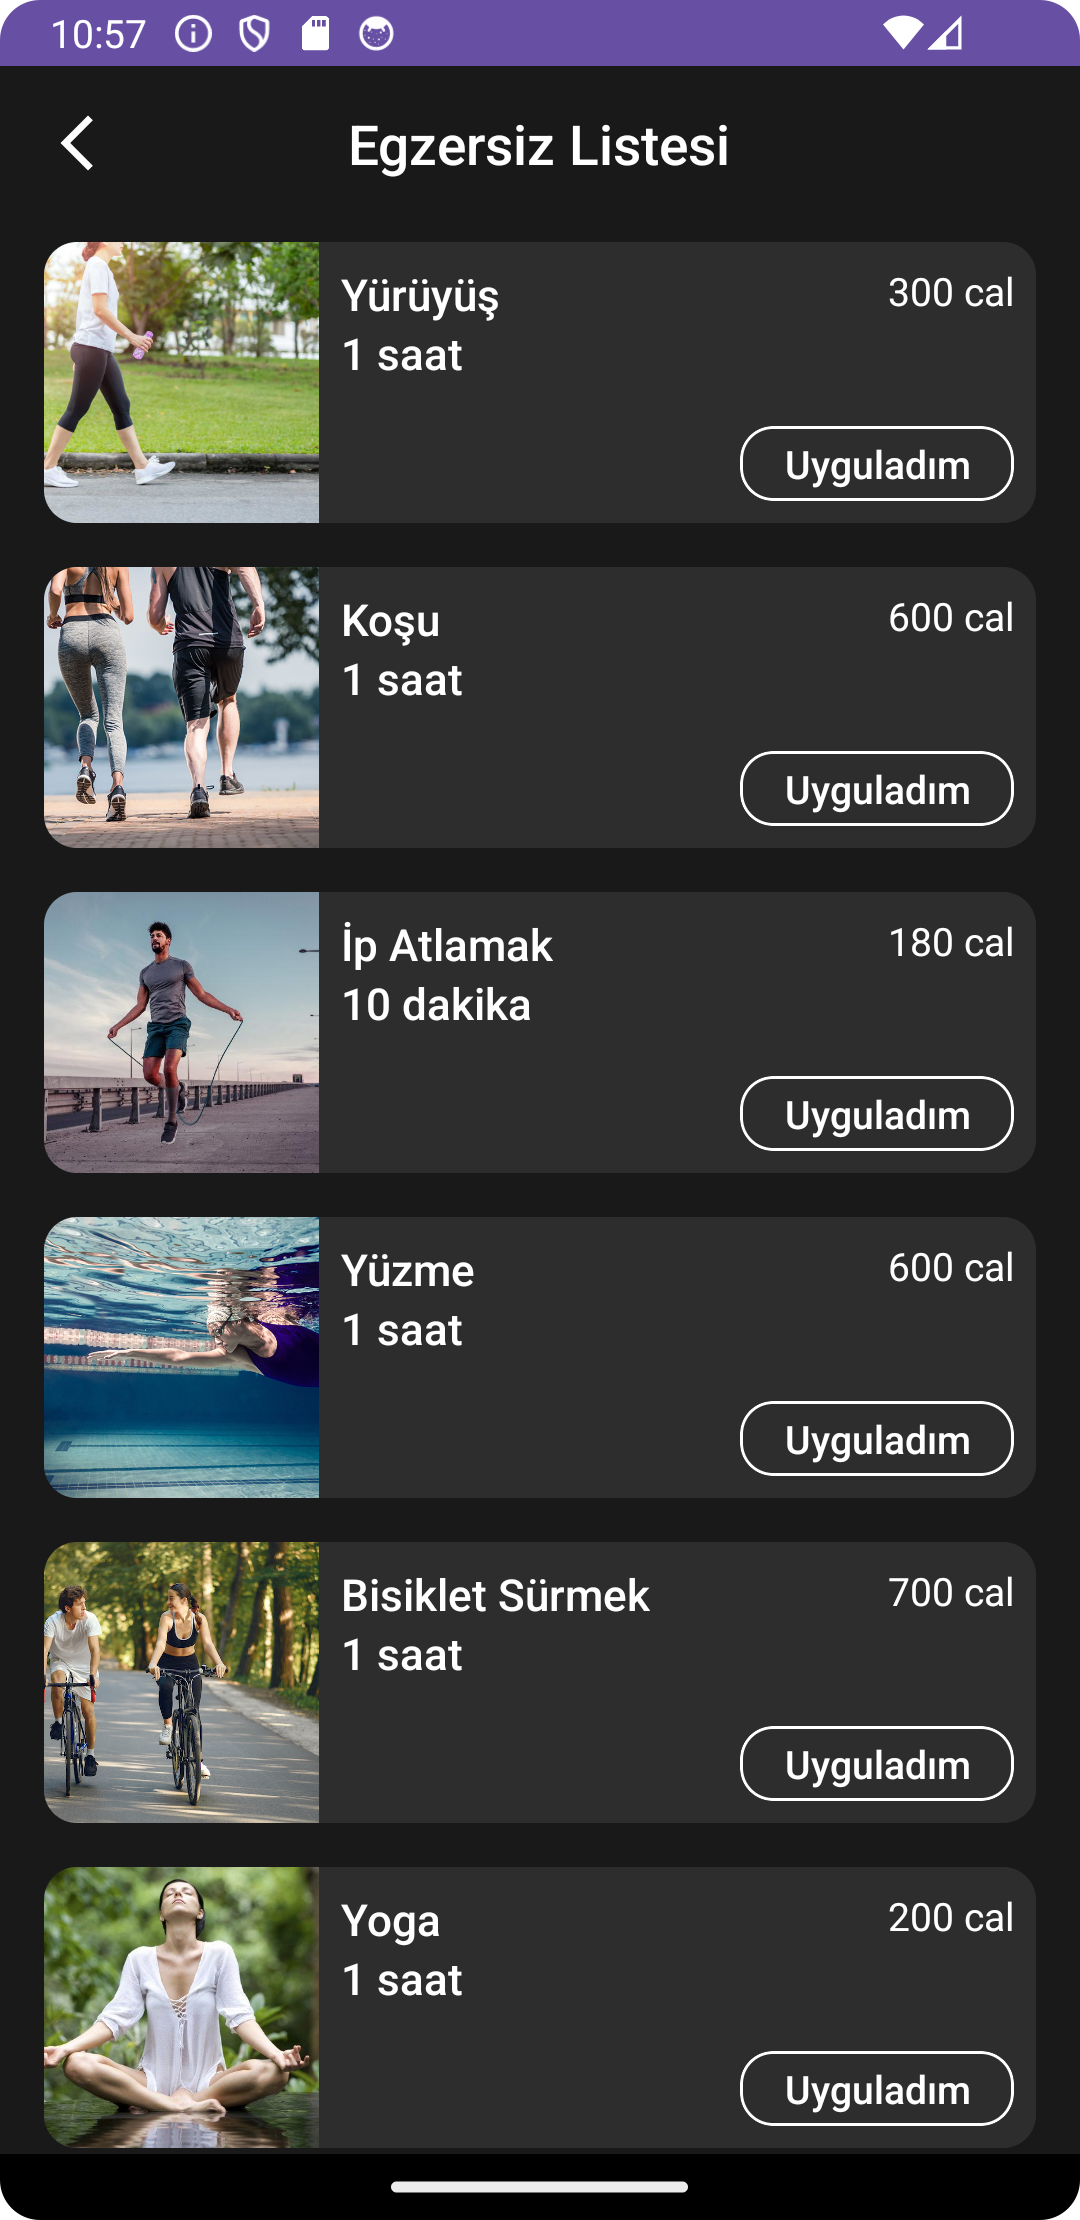 10:57
Egzersiz Listesi
Yürüyüş
300 cal
1 saat
Uyguladım
Koşu
600 cal
1 saat
Uyguladım
İp Atlamak
180 cal
10 dakika
Uyguladım
Yüzme
600 cal
1 saat
Uyguladım
Bisiklet Sürmek
700 cal
1 saat
Uyguladım
Yoga
200 cal
1 saat
Uyguladım